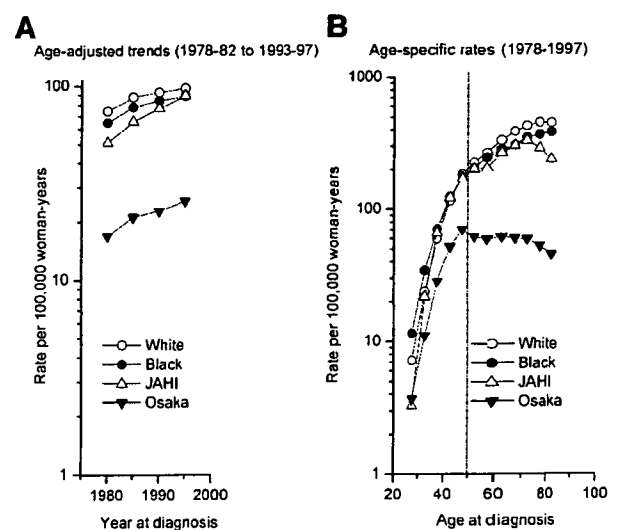 A
Age-adjusted trends (1978-82 to 1993-97)
100
10
1
Rate per 100,000 woman-years
White
Black
JAHI
Osaka
1980 1990 2000
Year at diagnosis
B
Age-specific rates (1978-1997)
1000
100
10
1
Rate per 100,000 woman-years
White
Black
JAHI
Osaka
20 40 60 80 100
Age at diagnosis